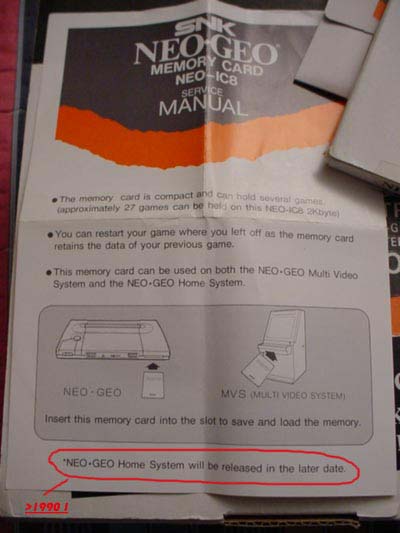 SNK
NEO•GEO®
MEMORY CARD
NEO-IC8
SERVICE
MANUAL
● The memory card is compact and can hold several games.
(approximately 27 games can be held on this NEO-IC8 2Kbyte)
● You can restart your game where you left off as the memory card
retains the data of your previous game.
● This memory card can be used on both the NEO•GEO Multi Video
System and the NEO•GEO Home System.
NEO - GEO
MVS (MULTI VIDEO SYSTEM)
Insert this memory card into the slot to save and load the memory.
*NEO•GEO Home System will be released in the later date.
>1990 !